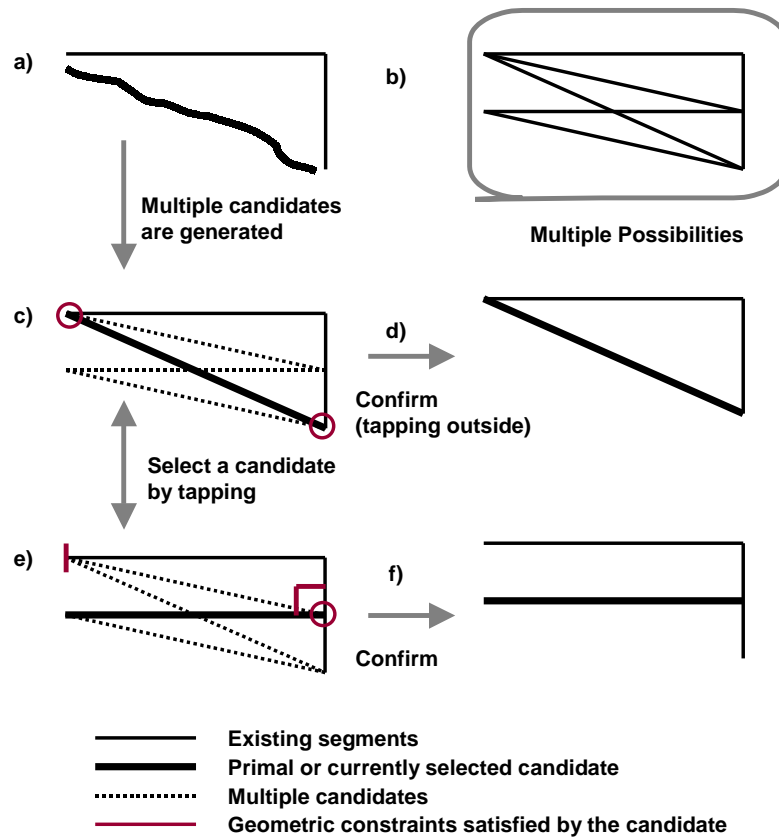 a)
b)
Multiple candidates
are generated
Multiple Possibilities
c)
d)
Confirm
(tapping outside)
Select a candidate
by tapping
e)
f)
Confirm
Existing segments
Primal or currently selected candidate
Multiple candidates
Geometric constraints satisfied by the candidate